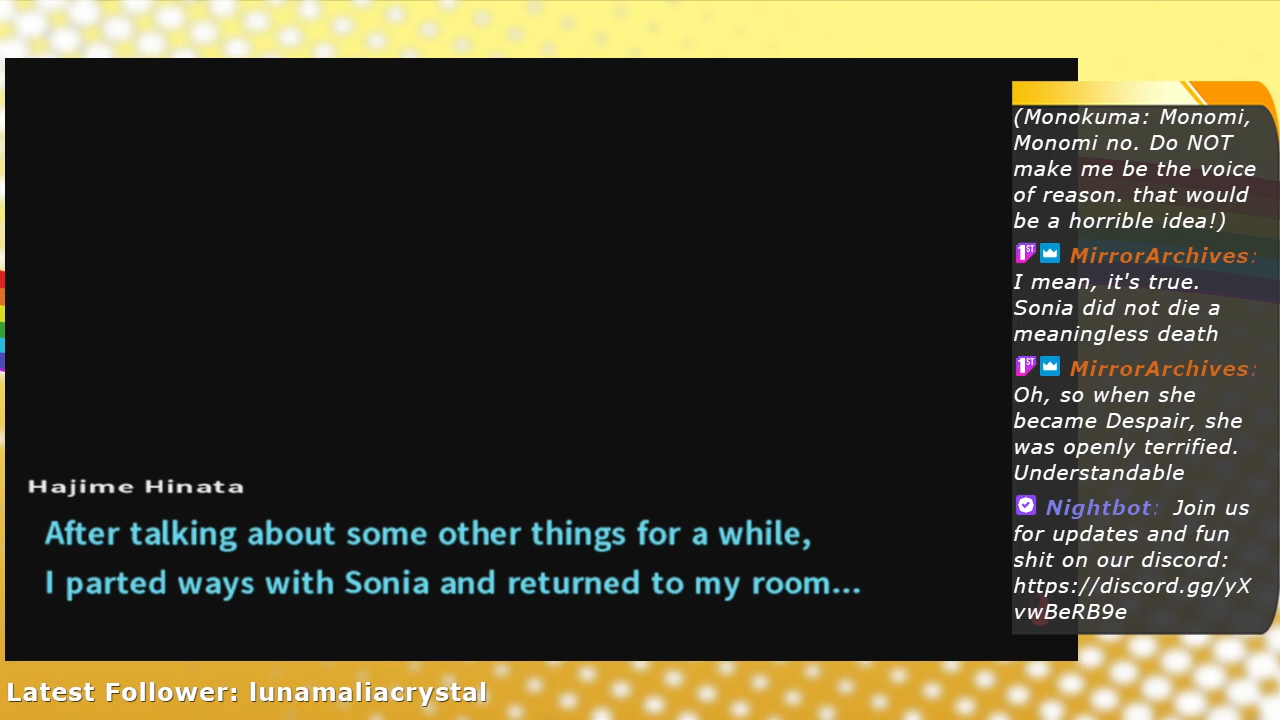 Hajime Hinata
After talking about some other things for a while,
I parted ways with Sonia and returned to my room...
(Monokuma: Monomi,
Monomi no. Do NOT
make me be the voice
of reason. that would
be a horrible idea!)
1ST MirrorArchives:
I mean, it's true.
Sonia did not die a
meaningless death
1ST MirrorArchives:
Oh, so when she
became Despair, she
was openly terrified.
Understandable
Nightbot: Join us
for updates and fun
shit on our discord:
https://discord.gg/yX
vwBeRB9e
Latest Follower: lunamaliacrystal